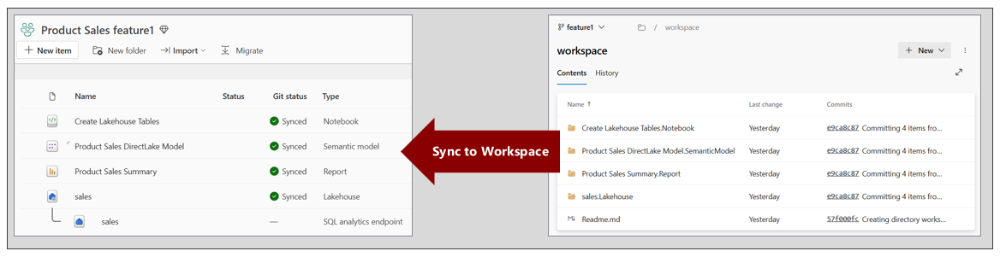 Product Sales feature1
New item New folder Import Migrate
Name Status Git status Type
Create Lakehouse Tables Synced Notebook
Product Sales DirectLake Model Synced Semantic model
Product Sales Summary Synced Report
sales Synced Lakehouse
sales — SQL analytics endpoint
Sync to Workspace
feature1 / workspace
workspace
New
Contents History
Name ↑ Last change Commits
Create Lakehouse Tables.Notebook Yesterday e9ca8c87 Committing 4 items fro...
Product Sales DirectLake Model.SemanticModel Yesterday e9ca8c87 Committing 4 items fro...
Product Sales Summary.Report Yesterday e9ca8c87 Committing 4 items fro...
sales.Lakehouse Yesterday e9ca8c87 Committing 4 items fro...
M↓ Readme.md Yesterday 57f000fc Creating directory works...